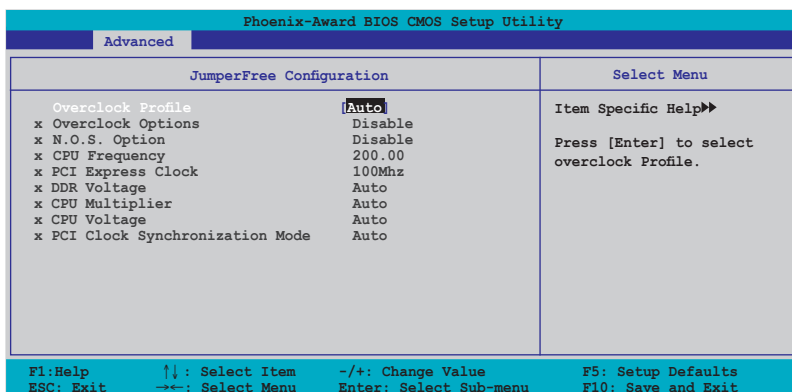 Phoenix-Award BIOS CMOS Setup Utility
Advanced
JumperFree Configuration
Select Menu
Overclock Profile [Auto]
x Overclock Options Disable
x N.O.S. Option Disable
x CPU Frequency 200.00
x PCI Express Clock 100Mhz
x DDR Voltage Auto
x CPU Multiplier Auto
x CPU Voltage Auto
x PCI Clock Synchronization Mode Auto
Item Specific Help▶▶
Press [Enter] to select
overclock Profile.
F1:Help ↑↓ : Select Item -/+: Change Value F5: Setup Defaults
ESC: Exit →←: Select Menu Enter: Select Sub-menu F10: Save and Exit